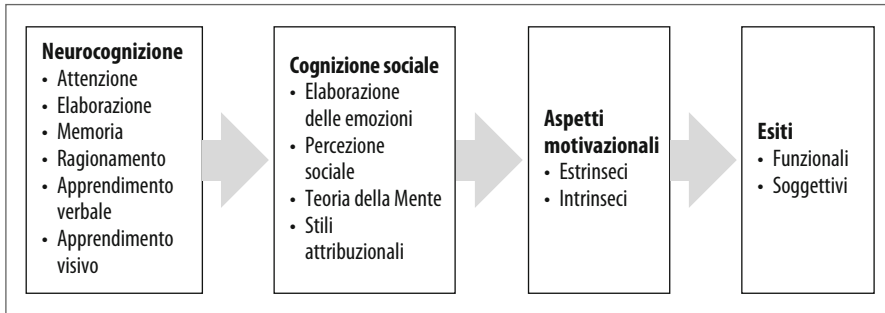 Neurocognizione
• Attenzione
• Elaborazione
• Memoria
• Ragionamento
• Apprendimento
verbale
• Apprendimento
visivo
Cognizione sociale
• Elaborazione
delle emozioni
• Percezione
sociale
• Teoria della Mente
• Stili
attribuzionali
Aspetti
motivazionali
• Estrinseci
• Intrinseci
Esiti
• Funzionali
• Soggettivi